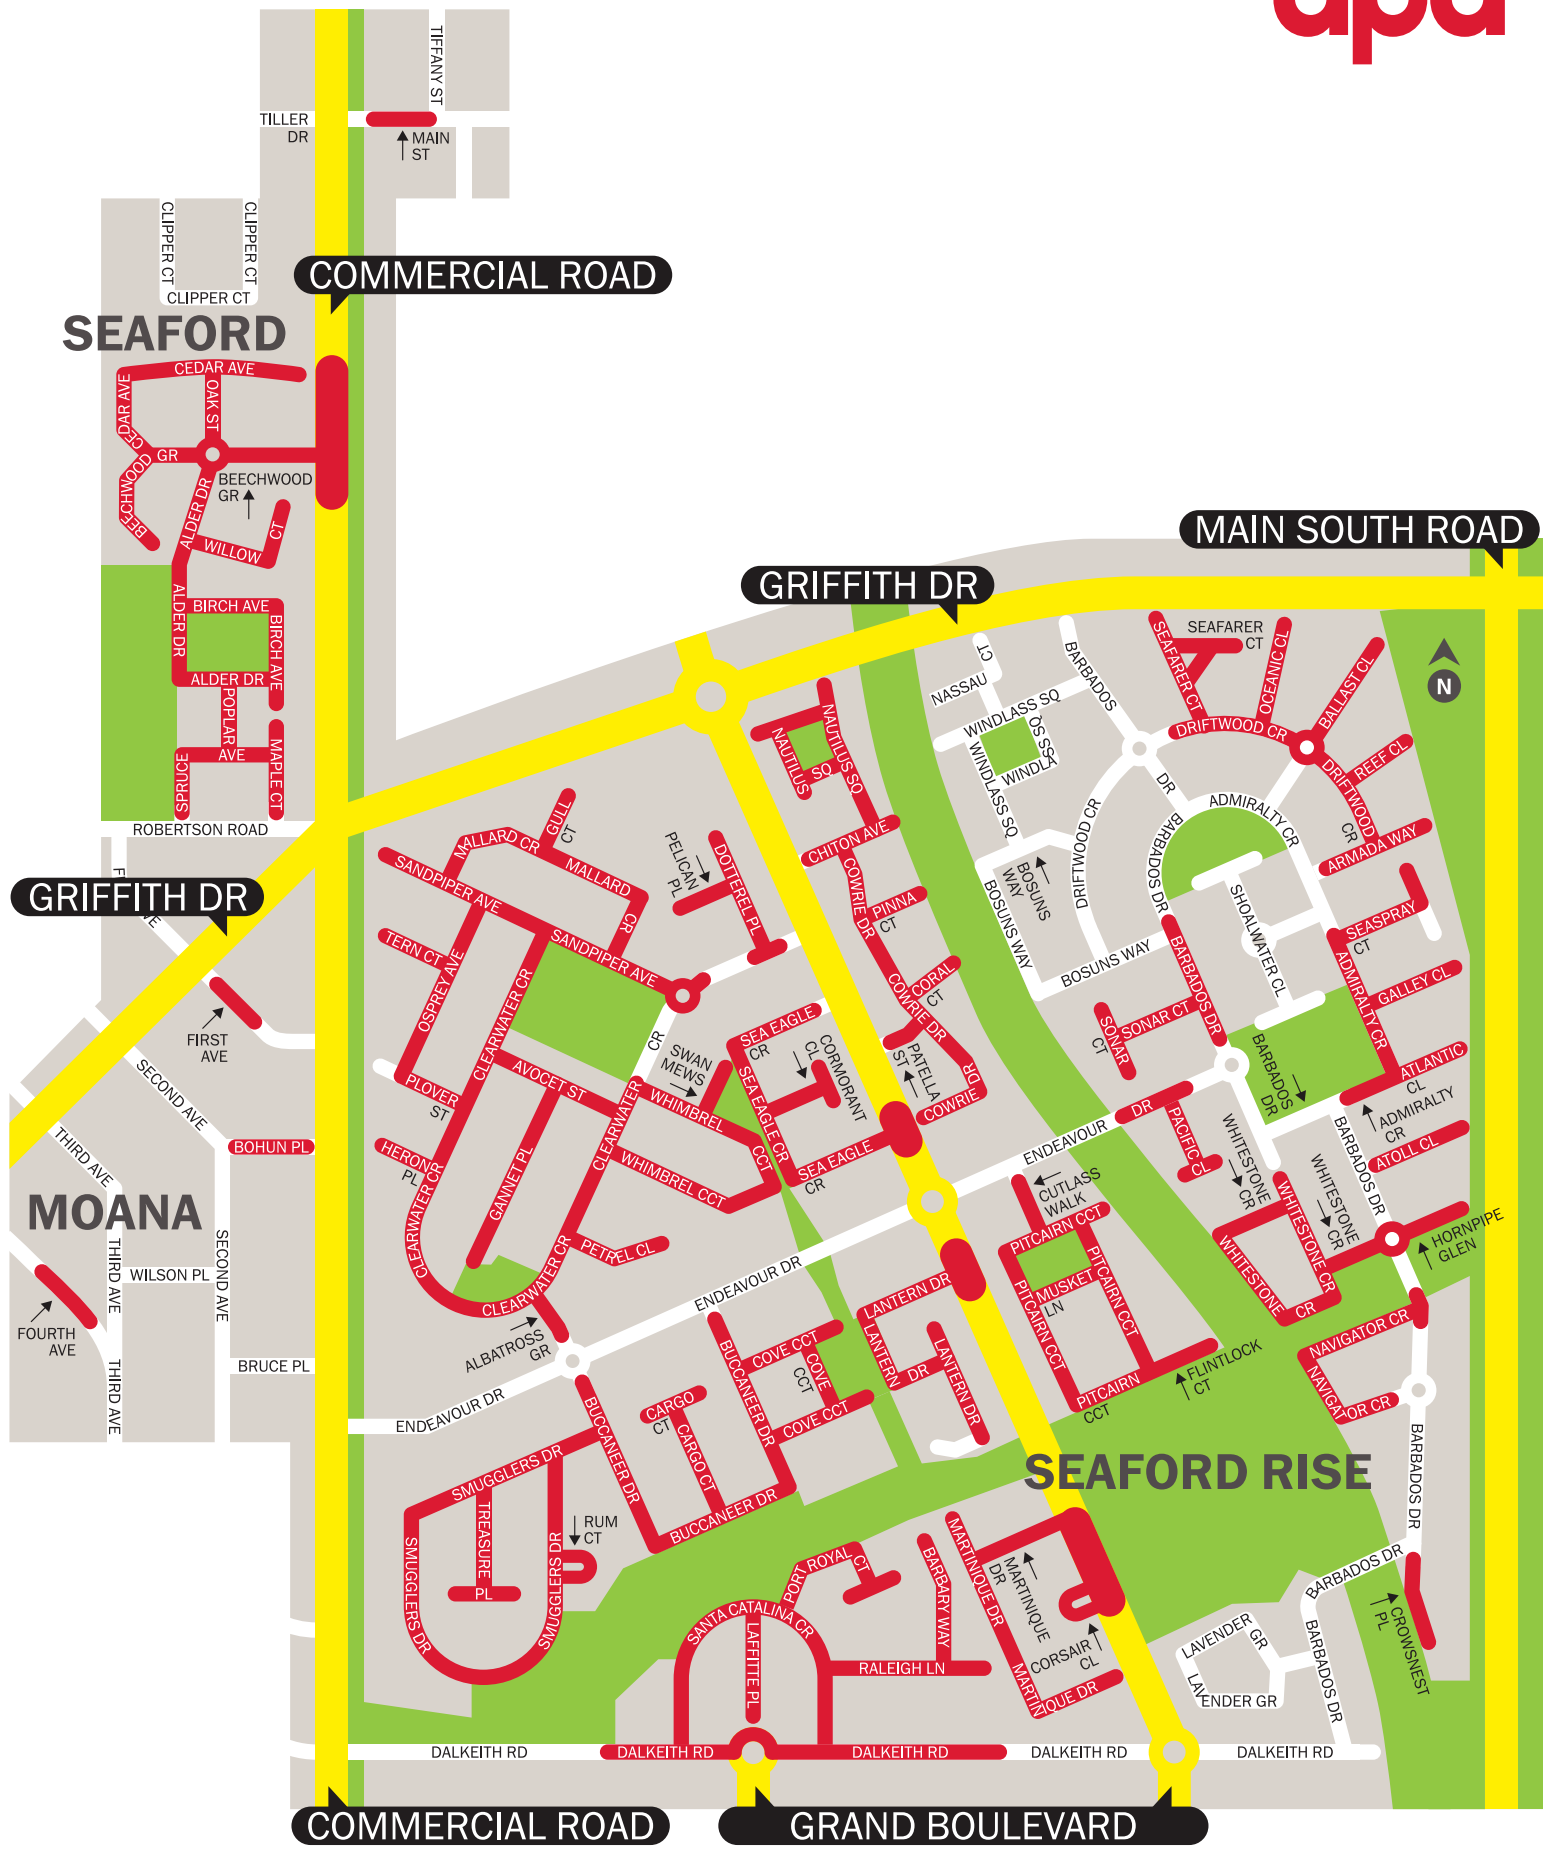 TIFFANY ST
TILLER
DR
MAIN
ST
CLIPPER CT
CLIPPER CT
CLIPPER CT
COMMERCIAL ROAD
SEAFORD
CEDAR AVE
CEDAR AVE
CEDAR
OAK ST
BEECHWOOD
GR
BEECHWOOD
GR
BEECHWOOD
ALDER DR
WILLOW
CT
ALDER DR
BIRCH AVE
BIRCH AVE
ALDER DR
POPLAR
AVE
SPRUCE
MAPLE CT
ROBERTSON ROAD
MAIN SOUTH ROAD
GRIFFITH DR
GRIFFITH DR
N
FIRST
AVE
SECOND AVE
THIRD AVE
BOHUN PL
MOANA
THIRD AVE
SECOND AVE
WILSON PL
FOURTH
AVE
THIRD AVE
BRUCE PL
GULL
CT
MALLARD CR
MALLARD
CR
SANDPIPER AVE
SANDPIPER AVE
PELICAN
PL
DOTTEREL PL
TERN CT
OSPREY AVE
CLEARWATER CR
PLOVER
ST
AVOCET ST
HERON
PL
GANNET PL
CLEARWATER CR
CLEARWATER
CR
CLEARWATER CR
SWAN
MEWS
WHIMBREL
CCT
WHIMBREL CCT
PETREL CL
ALBATROSS
GR
SEA EAGLE
CR
SEA EAGLE CR
SEA EAGLE
CR
CORMORANT
CL
NAUTILUS SQ
NAUTILUS
SQ
CHITON AVE
COWRIE DR
PINNA
CT
CORAL
CT
COWRIE DR
PATELLA
ST
COWRIE
DR
NASSAU
CT
WINDLASS SQ
WINDLASS SQ
WINDLA
SS SQ
BARBADOS
DR
BOSUNS
WAY
BOSUNS WAY
BOSUNS WAY
DRIFTWOOD CR
SEAFARER CT
SEAFARER
CT
OCEANIC CL
BALLAST CL
DRIFTWOOD CR
DRIFTWOOD
CR
REEF CL
ARMADA WAY
ADMIRALTY CR
BARBADOS DR
BARBADOS DR
SHOALWATER CL
SEASPRAY
CT
ADMIRALTY CR
GALLEY CL
ATLANTIC
CL
ADMIRALTY
CR
ATOLL CL
SONAR CT
SONAR
CT
BARBADOS
DR
ENDEAVOUR
DR
PACIFIC
CL
WHITESTONE
CR
WHITESTONE
CR
WHITESTONE CR
WHITESTONE
CR
BARBADOS DR
HORNPIPE
GLEN
NAVIGATOR CR
NAVIGATOR CR
CUTLASS
WALK
PITCAIRN CCT
PITCAIRN CCT
MUSKET
LN
PITCAIRN CCT
PITCAIRN
CCT
FLINTLOCK
CT
ENDEAVOUR DR
ENDEAVOUR DR
LANTERN DR
LANTERN
DR
LANTERN DR
BUCCANEER DR
COVE CCT
COVE
CCT
COVE CCT
BUCCANEER DR
CARGO
CT
CARGO CT
BUCCANEER DR
SMUGGLERS DR
TREASURE
PL
SMUGGLERS DR
SMUGGLERS DR
RUM
CT
SEAFORD RISE
PORT ROYAL
CT
SANTA CATALINA CR
LAFFITTE PL
BARBARY WAY
RALEIGH LN
MARTINIQUE DR
MARTINIQUE
DR
MARTINIQUE DR
CORSAIR
CL
BARBADOS DR
BARBADOS DR
BARBADOS DR
CROWSNEST
PL
LAVENDER
GR
LAVENDER GR
DALKEITH RD
DALKEITH RD
DALKEITH RD
DALKEITH RD
DALKEITH RD
COMMERCIAL ROAD
GRAND BOULEVARD